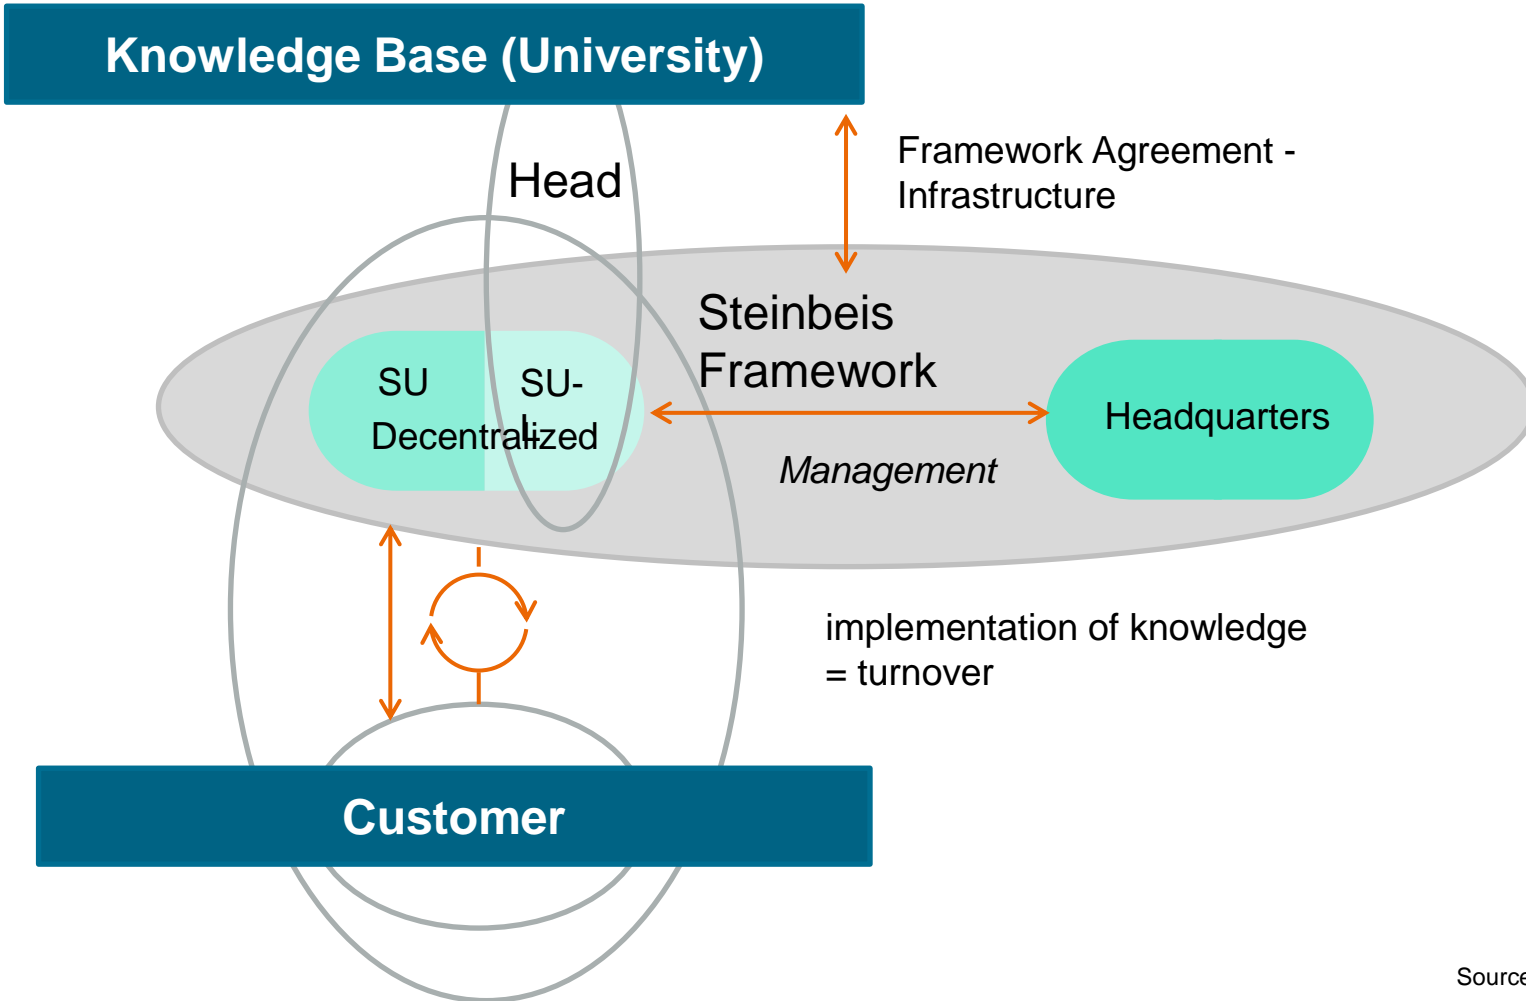 Knowledge Base (University)
Framework Agreement -
Infrastructure
Head
Steinbeis
Framework
SU
SU-
L
Decentralized
Headquarters
Management
implementation of knowledge
= turnover
Customer
Source